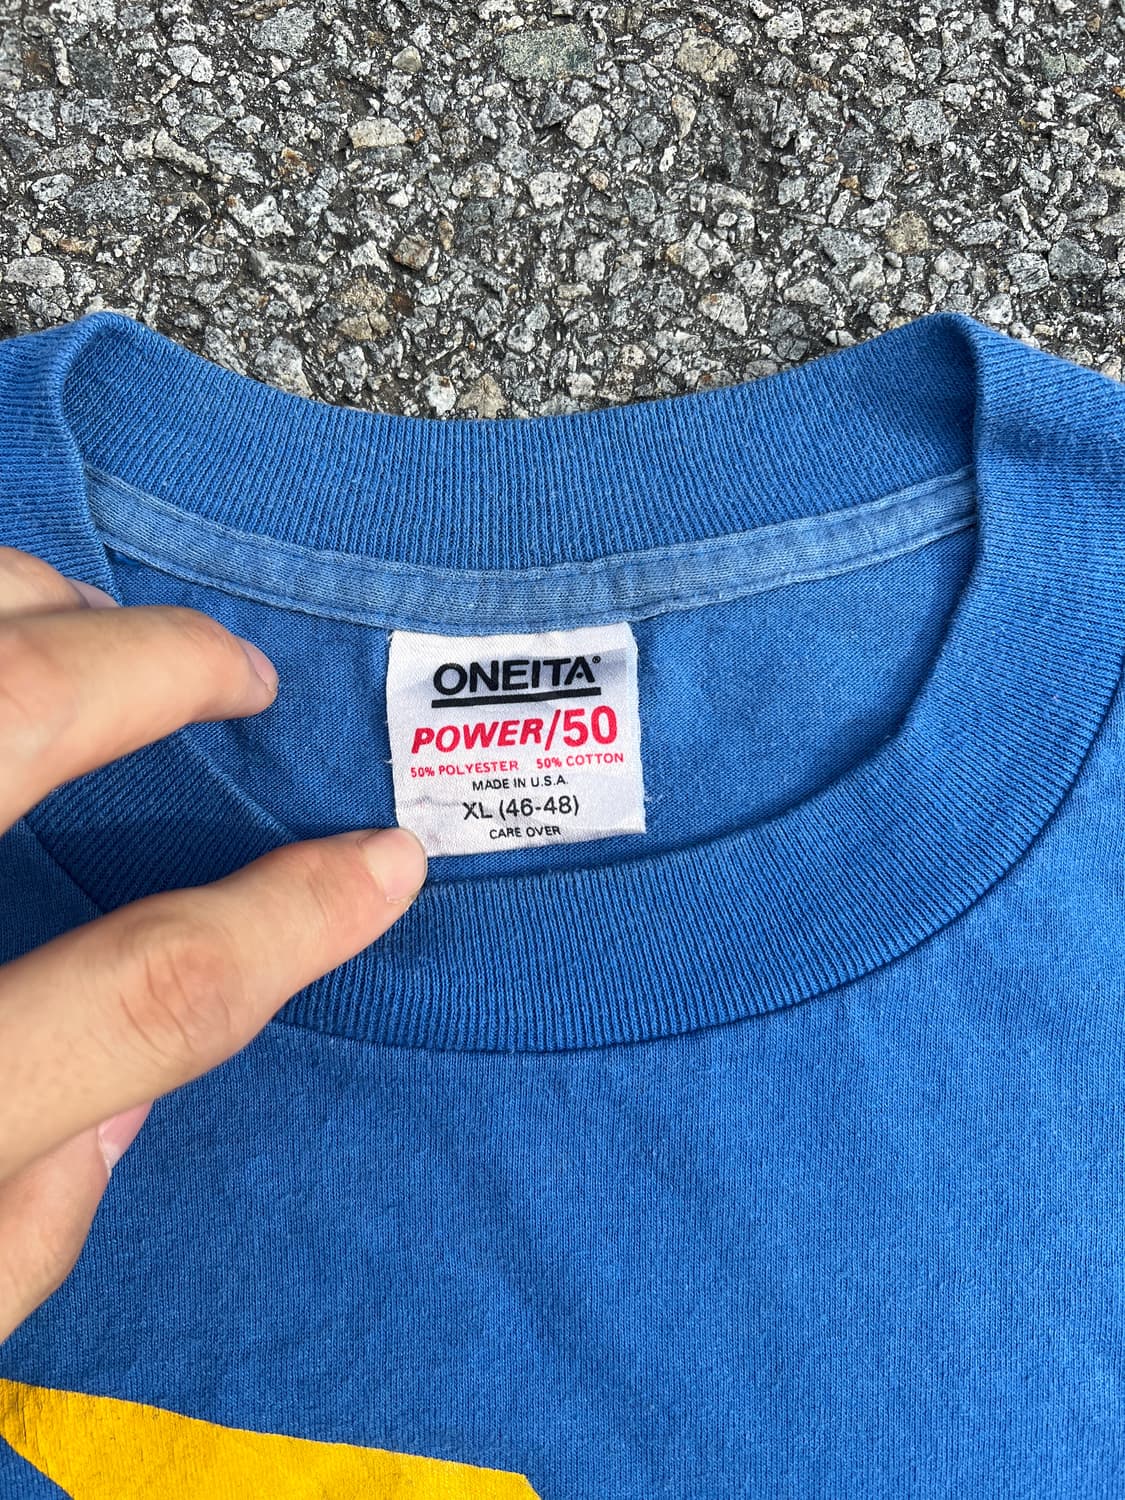 ONEITA®
POWER/50
50% POLYESTER 50% COTTON
MADE IN U.S.A.
XL (46-48)
CARE OVER